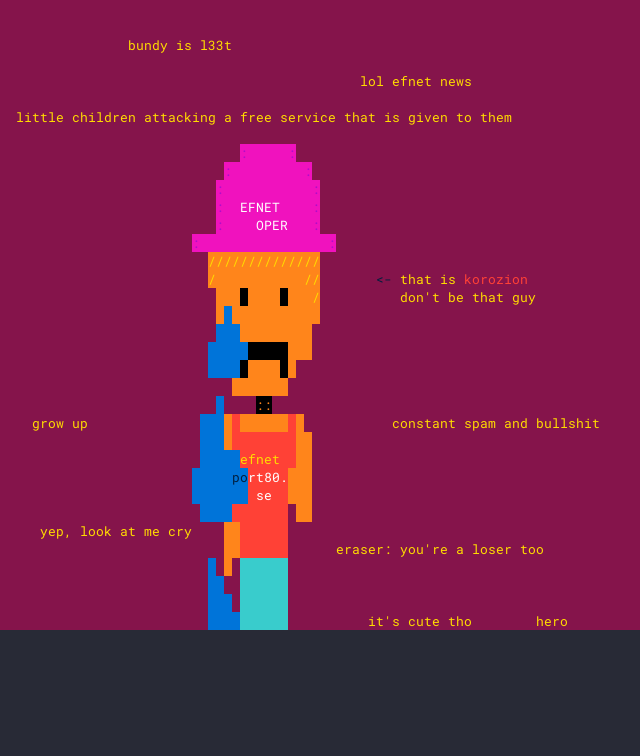 bundy is l33t
lol efnet news
little children attacking a free service that is given to them
EFNET
OPER
//////////////
/ //
<- that is korozion
/
don't be that guy
::
grow up
constant spam and bullshit
efnet
port80.
se
yep, look at me cry
eraser: you're a loser too
it's cute tho hero